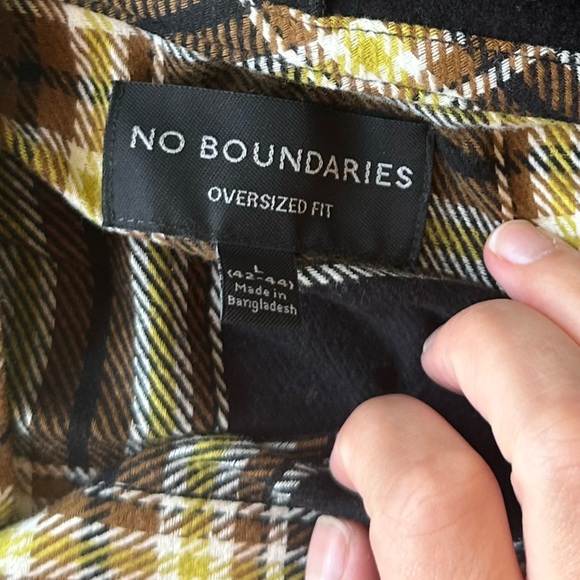 NO BOUNDARIES
OVERSIZED FIT
L
(42-44)
Made in
Bangladesh